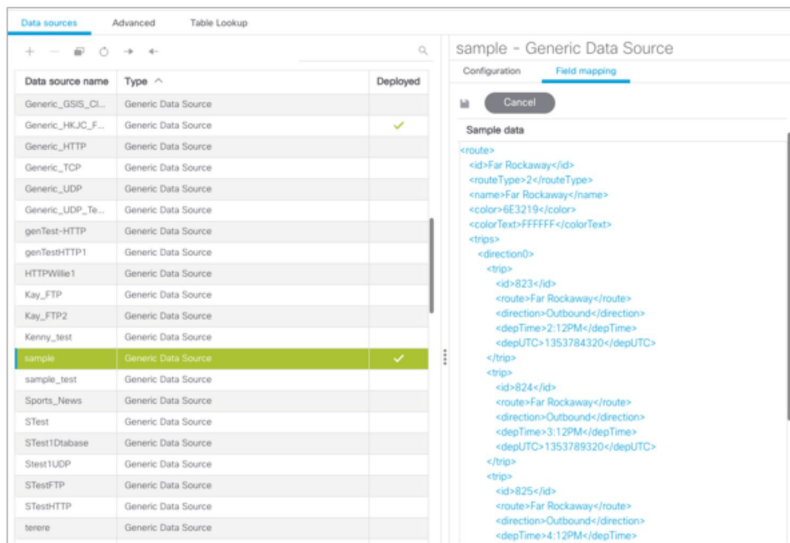 Data sources Advanced Table Lookup
Data source name Type Deployed
Generic_GSIS_Cl... Generic Data Source
Generic_HKJC_F... Generic Data Source
Generic_HTTP Generic Data Source
Generic_TCP Generic Data Source
Generic_UDP Generic Data Source
Generic_UDP_Te... Generic Data Source
genTest-HTTP Generic Data Source
genTestHTTP1 Generic Data Source
HTTPWillie1 Generic Data Source
Kay_FTP Generic Data Source
Kay_FTP2 Generic Data Source
Kenny_test Generic Data Source
sample Generic Data Source
sample_test Generic Data Source
Sports_News Generic Data Source
STest Generic Data Source
STest1Dtabase Generic Data Source
Stest1UDP Generic Data Source
STestFTP Generic Data Source
STestHTTP Generic Data Source
terere Generic Data Source
sample - Generic Data Source
Configuration Field mapping
Cancel
Sample data
<route>
<id>Far Rockaway</id>
<routeType>2</routeType>
<name>Far Rockaway</name>
<color>6E3219</color>
<colorText>FFFFFF</colorText>
<trips>
<direction0>
<trip>
<id>823</id>
<route>Far Rockaway</route>
<direction>Outbound</direction>
<depTime>2:12PM</depTime>
<depUTC>1353784320</depUTC>
</trip>
<trip>
<id>824</id>
<route>Far Rockaway</route>
<direction>Outbound</direction>
<depTime>3:12PM</depTime>
<depUTC>1353789320</depUTC>
</trip>
<trip>
<id>825</id>
<route>Far Rockaway</route>
<direction>Outbound</direction>
<depTime>4:12PM</depTime>